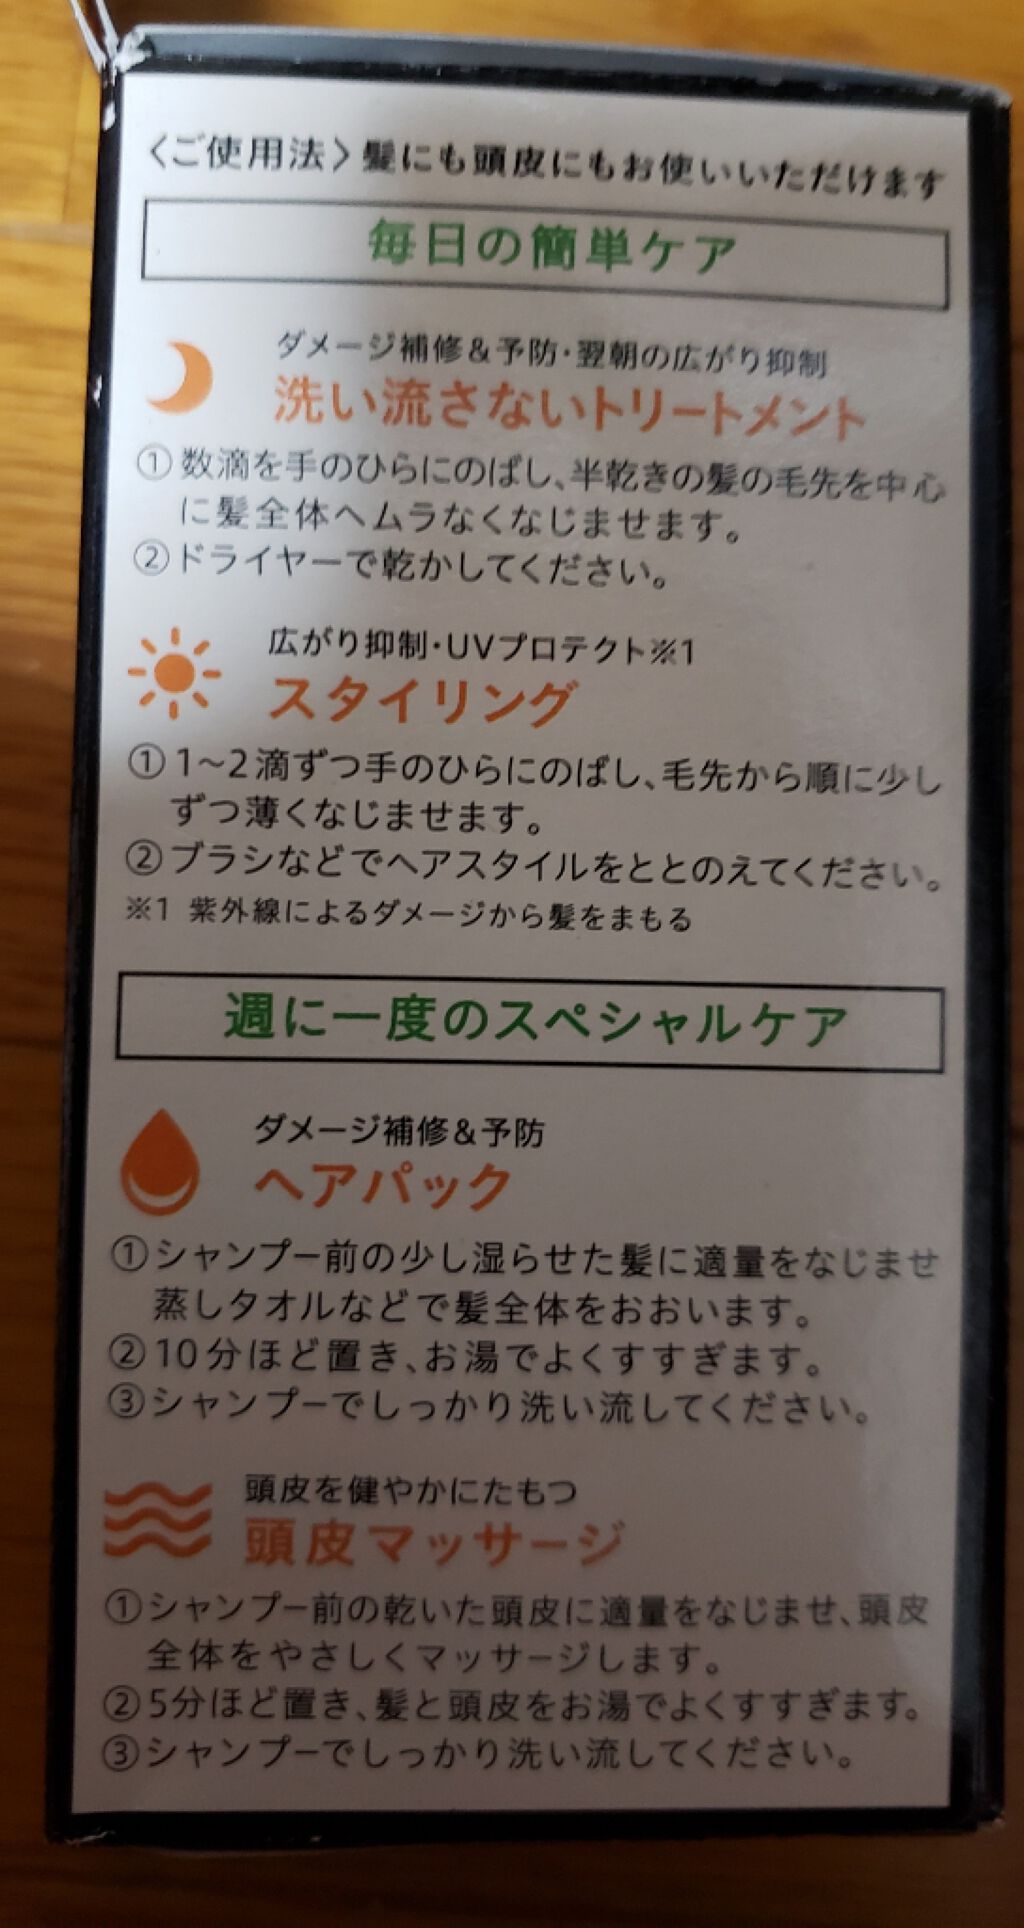 〈ご使用法〉髪にも頭皮にもお使いいただけます
毎日の簡単ケア
ダメージ補修&予防・翌朝の広がり抑制
洗い流さないトリートメント
①数滴を手のひらにのばし、半乾きの髪の毛先を中心
に髪全体へムラなくなじませます。
②ドライヤーで乾かしてください。
広がり抑制・UVプロテクト※1
スタイリング
①1~2滴ずつ手のひらにのばし、毛先から順に少し
ずつ薄くなじませます。
②ブラシなどでヘアスタイルをととのえてください。
※1 紫外線によるダメージから髪をまもる
週に一度のスペシャルケア
ダメージ補修&予防
ヘアパック
①シャンプー前の少し湿らせた髪に適量をなじませ
蒸しタオルなどで髪全体をおおいます。
②10分ほど置き、お湯でよくすすぎます。
③シャンプーでしっかり洗い流してください。
頭皮を健やかにたもつ
頭皮マッサージ
①シャンプー前の乾いた頭皮に適量をなじませ、頭皮
全体をやさしくマッサージします。
②5分ほど置き、髪と頭皮をお湯でよくすすぎます。
③シャンプーでしっかり洗い流してください。